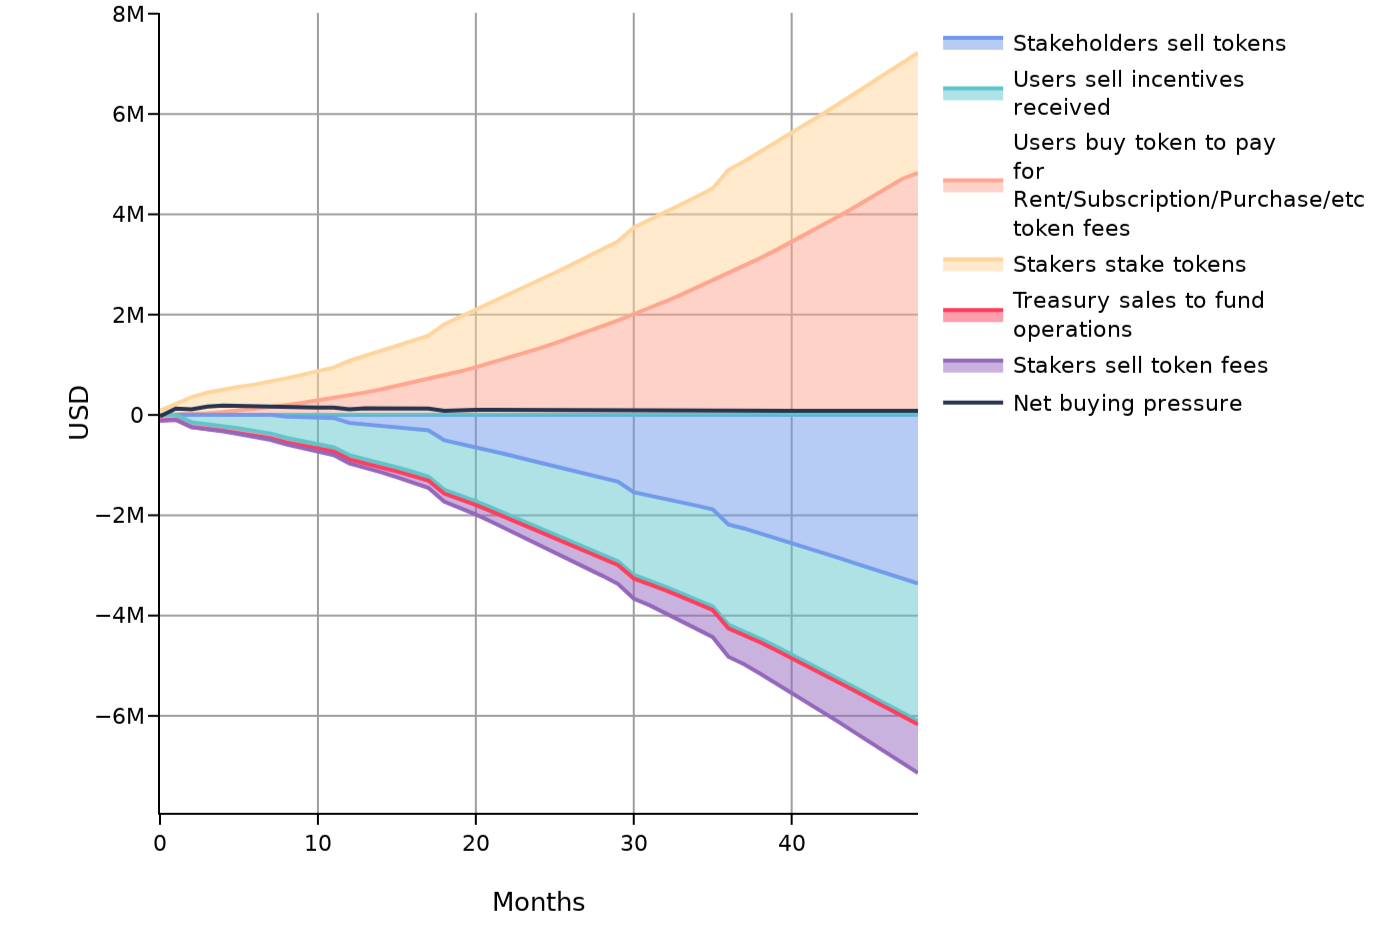 8M
6M
4M
2M
0
−2M
−4M
−6M
USD
0
10
20
30
40
Months
Stakeholders sell tokens
Users sell incentives
received
Users buy token to pay
for
Rent/Subscription/Purchase/etc
token fees
Stakers stake tokens
Treasury sales to fund
operations
Stakers sell token fees
Net buying pressure